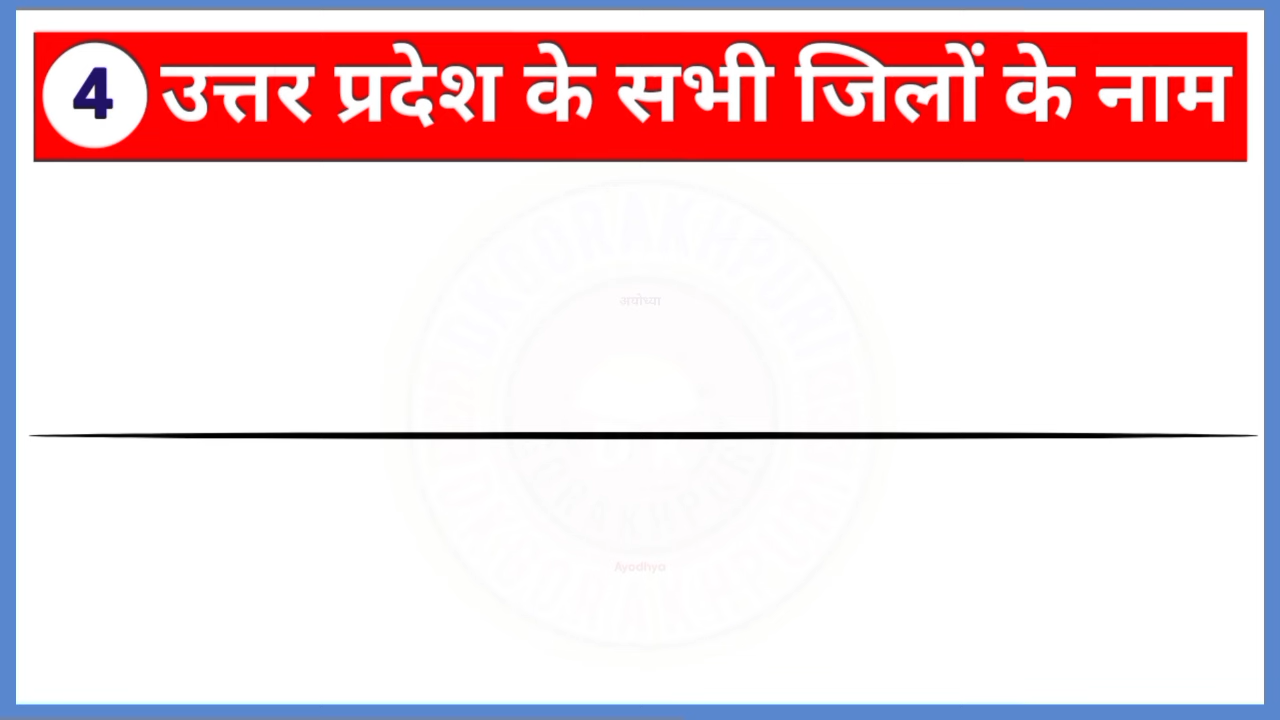 4 उत्तर प्रदेश के सभी जिलों के नाम
अयोध्या
Ayodhya